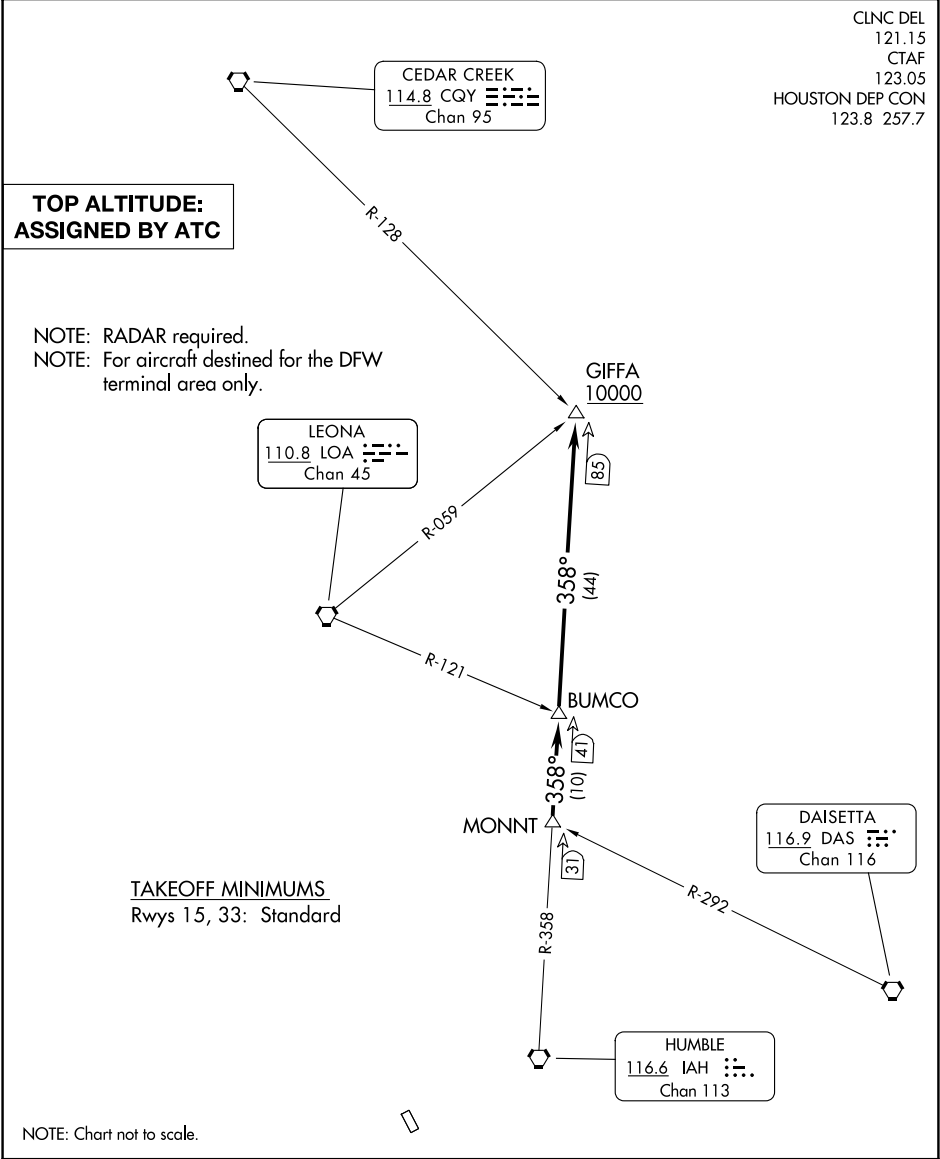 CLNC DEL
121.15
CTAF
123.05
HOUSTON DEP CON
123.8 257.7
CEDAR CREEK
114.8 CQY
Chan 95
TOP ALTITUDE:
ASSIGNED BY ATC
R-128
NOTE: RADAR required.
NOTE: For aircraft destined for the DFW
terminal area only.
GIFFA
10000
LEONA
110.8 LOA
Chan 45
85
R-059
358°
(44)
R-121
BUMCO
41
358°
(10)
MONNT
31
DAISETTA
116.9 DAS
Chan 116
R-292
TAKEOFF MINIMUMS
Rwys 15, 33: Standard
R-358
HUMBLE
116.6 IAH
Chan 113
NOTE: Chart not to scale.